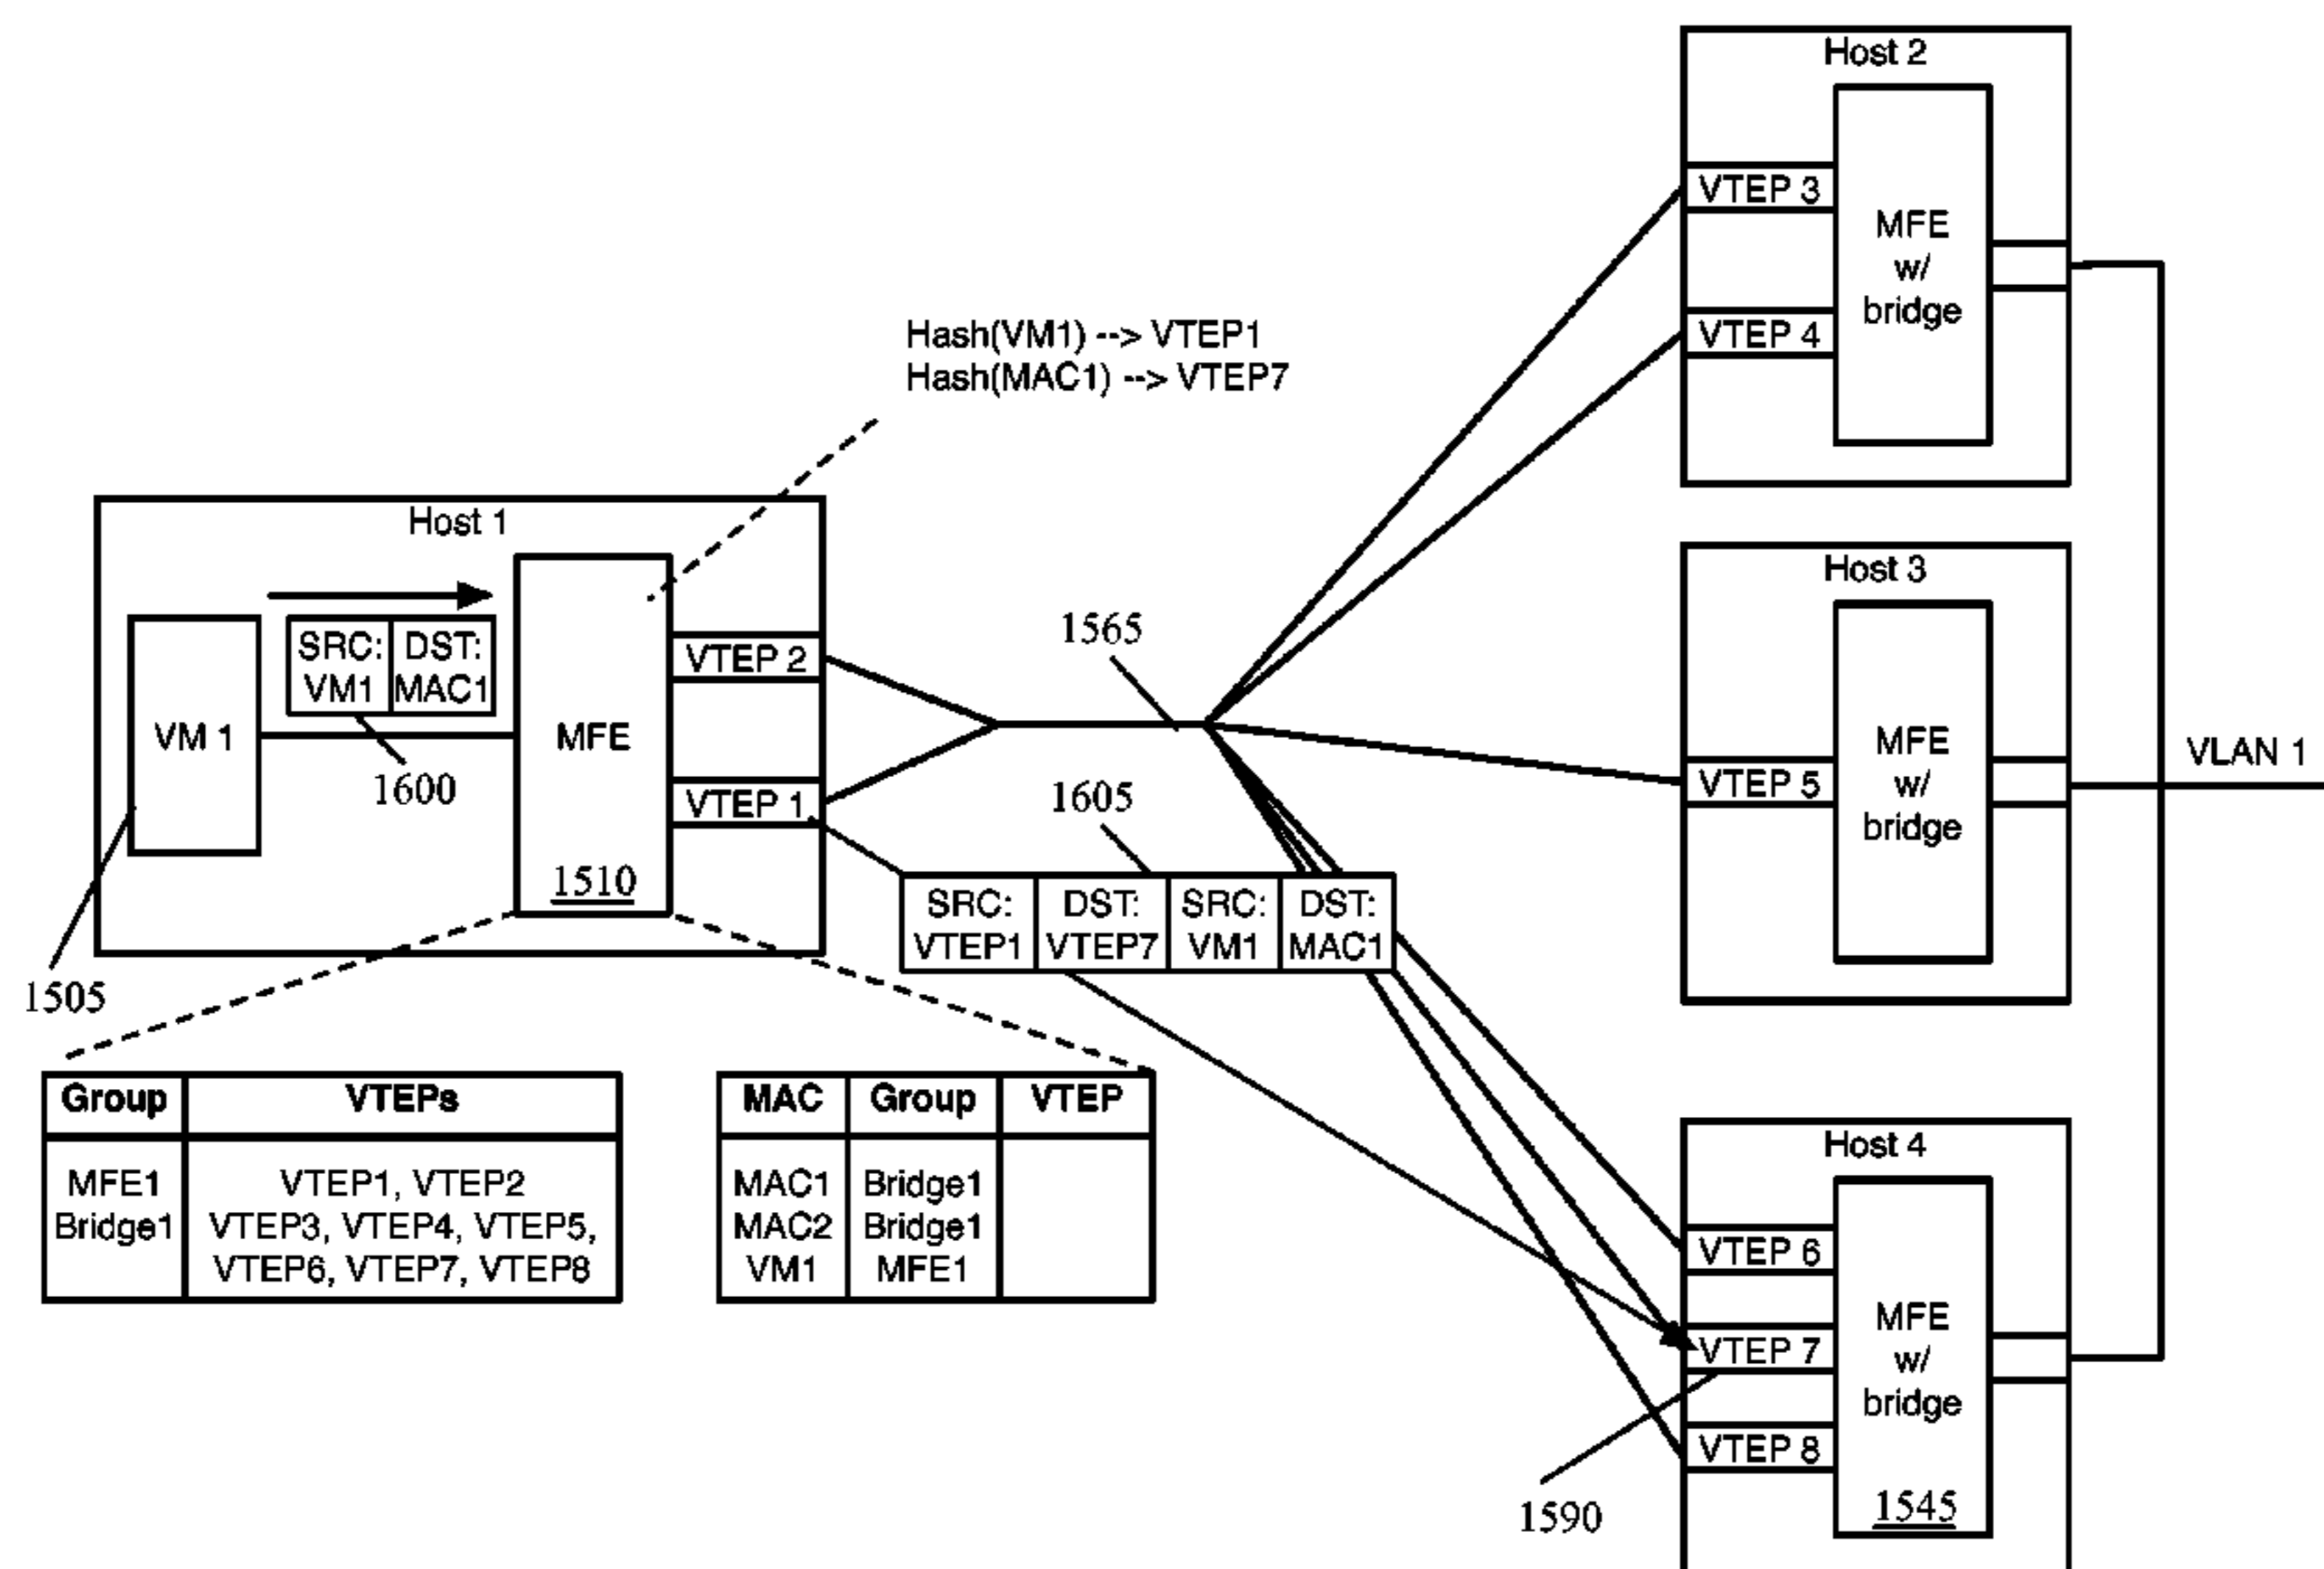 Host 2
VTEP 3
VTEP 4
MFE
w/
bridge
Hash(VM1) --> VTEP1
Hash(MAC1) --> VTEP7
Host 1
SRC: DST:
VM1 MAC1
1600
VM 1
1505
MFE
1510
VTEP 2
VTEP 1
1565
Host 3
VTEP 5
MFE
w/
bridge
VLAN 1
1605
SRC: DST: SRC: DST:
VTEP1 VTEP7 VM1 MAC1
Group VTEPs
MFE1 VTEP1, VTEP2
Bridge1 VTEP3, VTEP4, VTEP5,
VTEP6, VTEP7, VTEP8
MAC Group VTEP
MAC1 Bridge1
MAC2 Bridge1
VM1 MFE1
Host 4
VTEP 6
VTEP 7
VTEP 8
MFE
w/
bridge
1545
1590